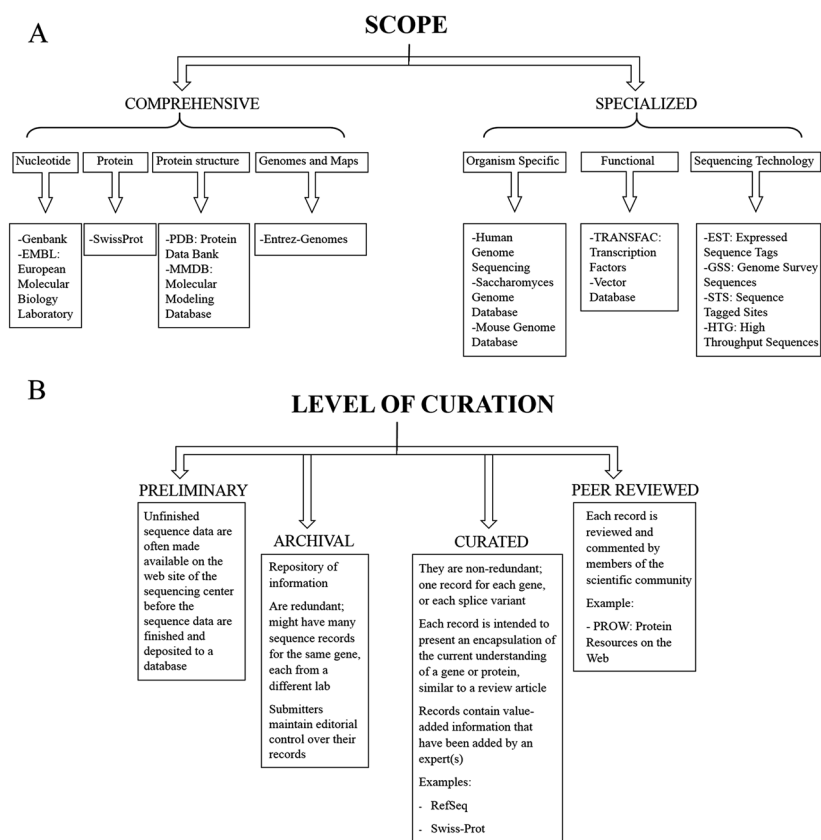 A
SCOPE
COMPREHENSIVE
SPECIALIZED
Nucleotide
Protein
Protein structure
Genomes and Maps
Organism Specific
Functional
Sequencing Technology
-Genbank
-EMBL:
European
Molecular
Biology
Laboratory
-SwissProt
-PDB: Protein
Data Bank
-MMDB:
Molecular
Modeling
Database
-Entrez-Genomes
-Human
Genome
Sequencing
-Saccharomyces
Genome
Database
-Mouse Genome
Database
-TRANSFAC:
Transcription
Factors
-Vector
Database
-EST: Expressed
Sequence Tags
-GSS: Genome Survey
Sequences
-STS: Sequence
Tagged Sites
-HTG: High
Throughput Sequences
B
LEVEL OF CURATION
PRELIMINARY
Unfinished
sequence data are
often made
available on the
web site of the
sequencing center
before the
sequence data are
finished and
deposited to a
database
ARCHIVAL
Repository of
information
Are redundant;
might have many
sequence records
for the same gene,
each from a
different lab
Submitters
maintain editorial
control over their
records
CURATED
They are non-redundant;
one record for each gene,
or each splice variant
Each record is intended to
present an encapsulation of
the current understanding
of a gene or protein,
similar to a review article
Records contain value-
added information that
have been added by an
expert(s)
Examples:
- RefSeq
- Swiss-Prot
PEER REVIEWED
Each record is
reviewed and
commented by
members of the
scientific community
Example:
- PROW: Protein
Resources on the
Web